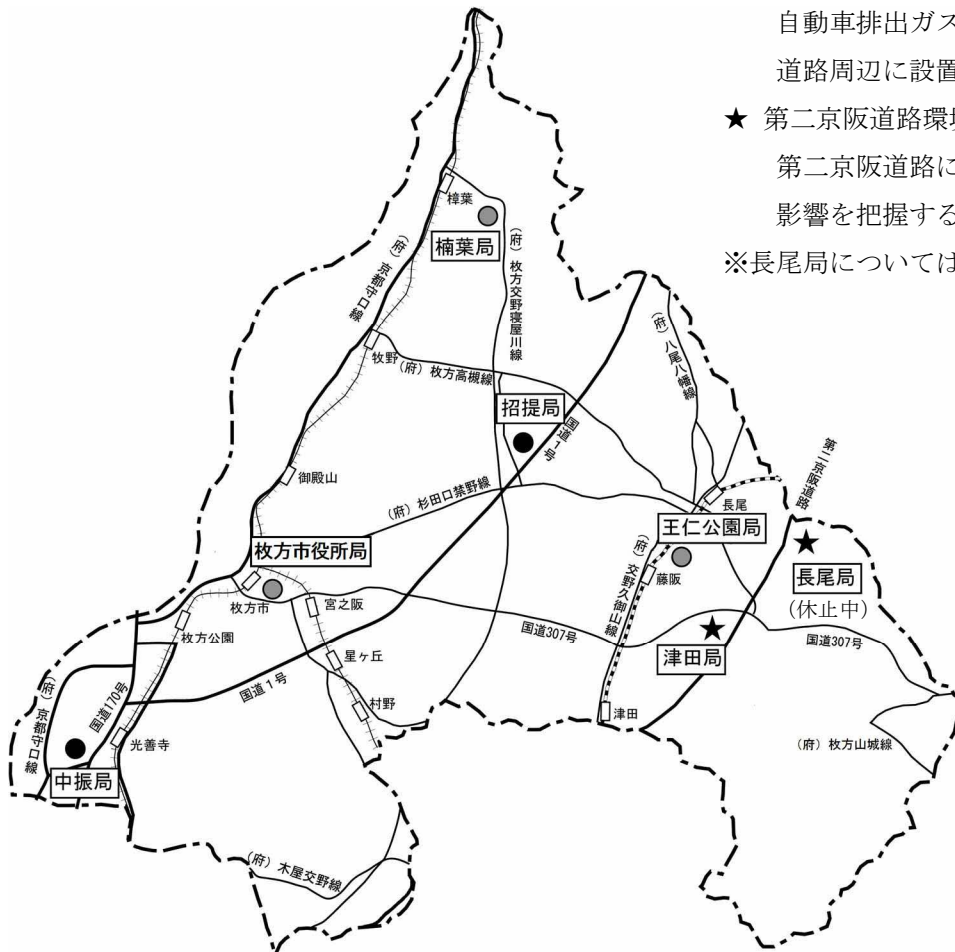 自動車排出ガス
道路周辺に設置
★ 第二京阪道路環境
第二京阪道路に
影響を把握する
※長尾局については
樟葉
楠葉局
(府)京都守口線
(府)枚方交野寝屋川線
(府)八尾八幡線
牧野
(府)枚方高槻線
招提局
国道1号
第二京阪道路
御殿山
(府)杉田口禁野線
長尾
王仁公園局
枚方市役所局
長尾局
(休止中)
藤阪
(府)交野久御山線
枚方市
宮之阪
枚方公園
国道307号
国道307号
津田局
星ヶ丘
国道1号
村野
津田
国道170号
(府)京都守口線
光善寺
(府)枚方山城線
中振局
(府)木屋交野線